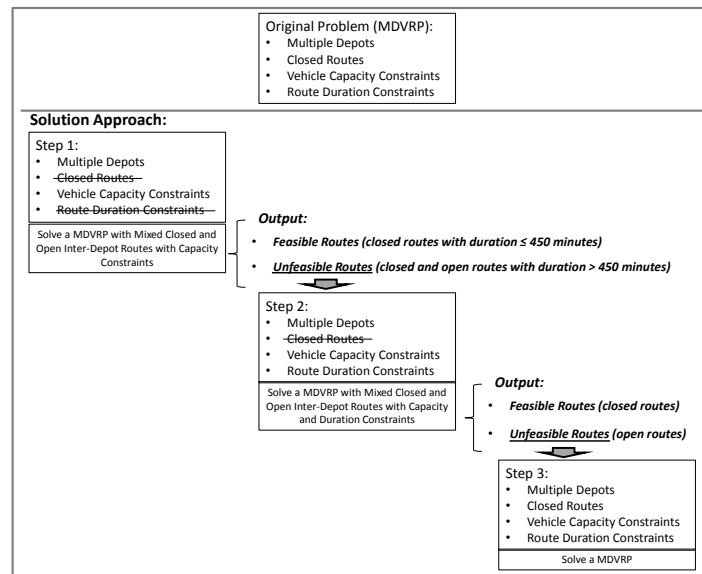 Original Problem (MDVRP):
• Multiple Depots
• Closed Routes
• Vehicle Capacity Constraints
• Route Duration Constraints
Solution Approach:
Step 1:
• Multiple Depots
• Closed Routes
• Vehicle Capacity Constraints
• Route Duration Constraints
Solve a MDVRP with Mixed Closed and
Open Inter-Depot Routes with Capacity
Constraints
Output:
• Feasible Routes (closed routes with duration ≤ 450 minutes)
• Unfeasible Routes (closed and open routes with duration > 450 minutes)
Step 2:
• Multiple Depots
• Closed Routes
• Vehicle Capacity Constraints
• Route Duration Constraints
Solve a MDVRP with Mixed Closed and
Open Inter-Depot Routes with Capacity
and Duration Constraints
Output:
• Feasible Routes (closed routes)
• Unfeasible Routes (open routes)
Step 3:
• Multiple Depots
• Closed Routes
• Vehicle Capacity Constraints
• Route Duration Constraints
Solve a MDVRP